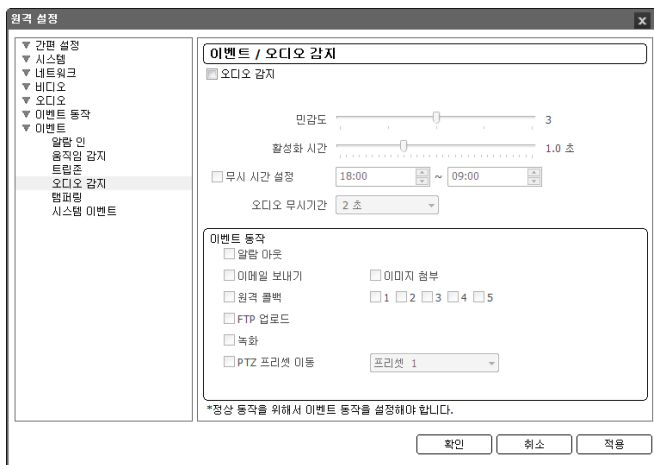 원격 설정
간편 설정
시스템
네트워크
비디오
오디오
이벤트 동작
이벤트
알람 인
움직임 감지
트립존
오디오 감지
탬퍼링
시스템 이벤트
이벤트 / 오디오 감지
오디오 감지
민감도 3
활성화 시간 1.0 초
무시 시간 설정 18:00 ~ 09:00
오디오 무시기간 2 초
이벤트 동작
알람 아웃
이메일 보내기 이미지 첨부
원격 콜백 1 2 3 4 5
FTP 업로드
녹화
PTZ 프리셋 이동 프리셋 1
*정상 동작을 위해서 이벤트 동작을 설정해야 합니다.
확인 취소 적용